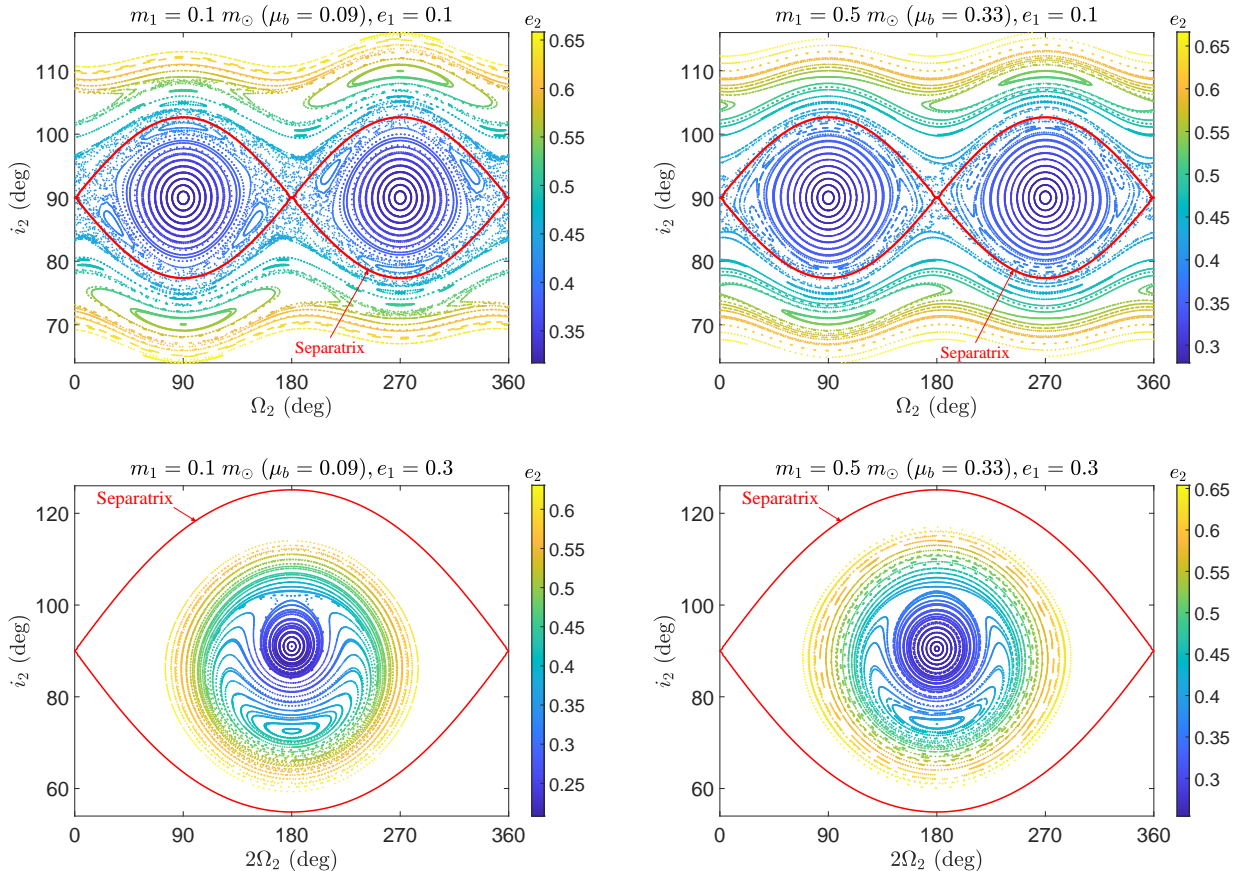 m₁ = 0.1 m⊙ (μ_b = 0.09), e₁ = 0.1
e₂
110
100
90
80
70
i₂ (deg)
0 90 180 270 360
Ω₂ (deg)
Separatrix
0.65
0.6
0.55
0.5
0.45
0.4
0.35
m₁ = 0.5 m⊙ (μ_b = 0.33), e₁ = 0.1
e₂
110
100
90
80
70
i₂ (deg)
0 90 180 270 360
Ω₂ (deg)
Separatrix
0.65
0.6
0.55
0.5
0.45
0.4
0.35
0.3
m₁ = 0.1 m⊙ (μ_b = 0.09), e₁ = 0.3
e₂
Separatrix
120
100
80
60
i₂ (deg)
0 90 180 270 360
2Ω₂ (deg)
0.6
0.55
0.5
0.45
0.4
0.35
0.3
0.25
m₁ = 0.5 m⊙ (μ_b = 0.33), e₁ = 0.3
e₂
Separatrix
120
100
80
60
i₂ (deg)
0 90 180 270 360
2Ω₂ (deg)
0.65
0.6
0.55
0.5
0.45
0.4
0.35
0.3